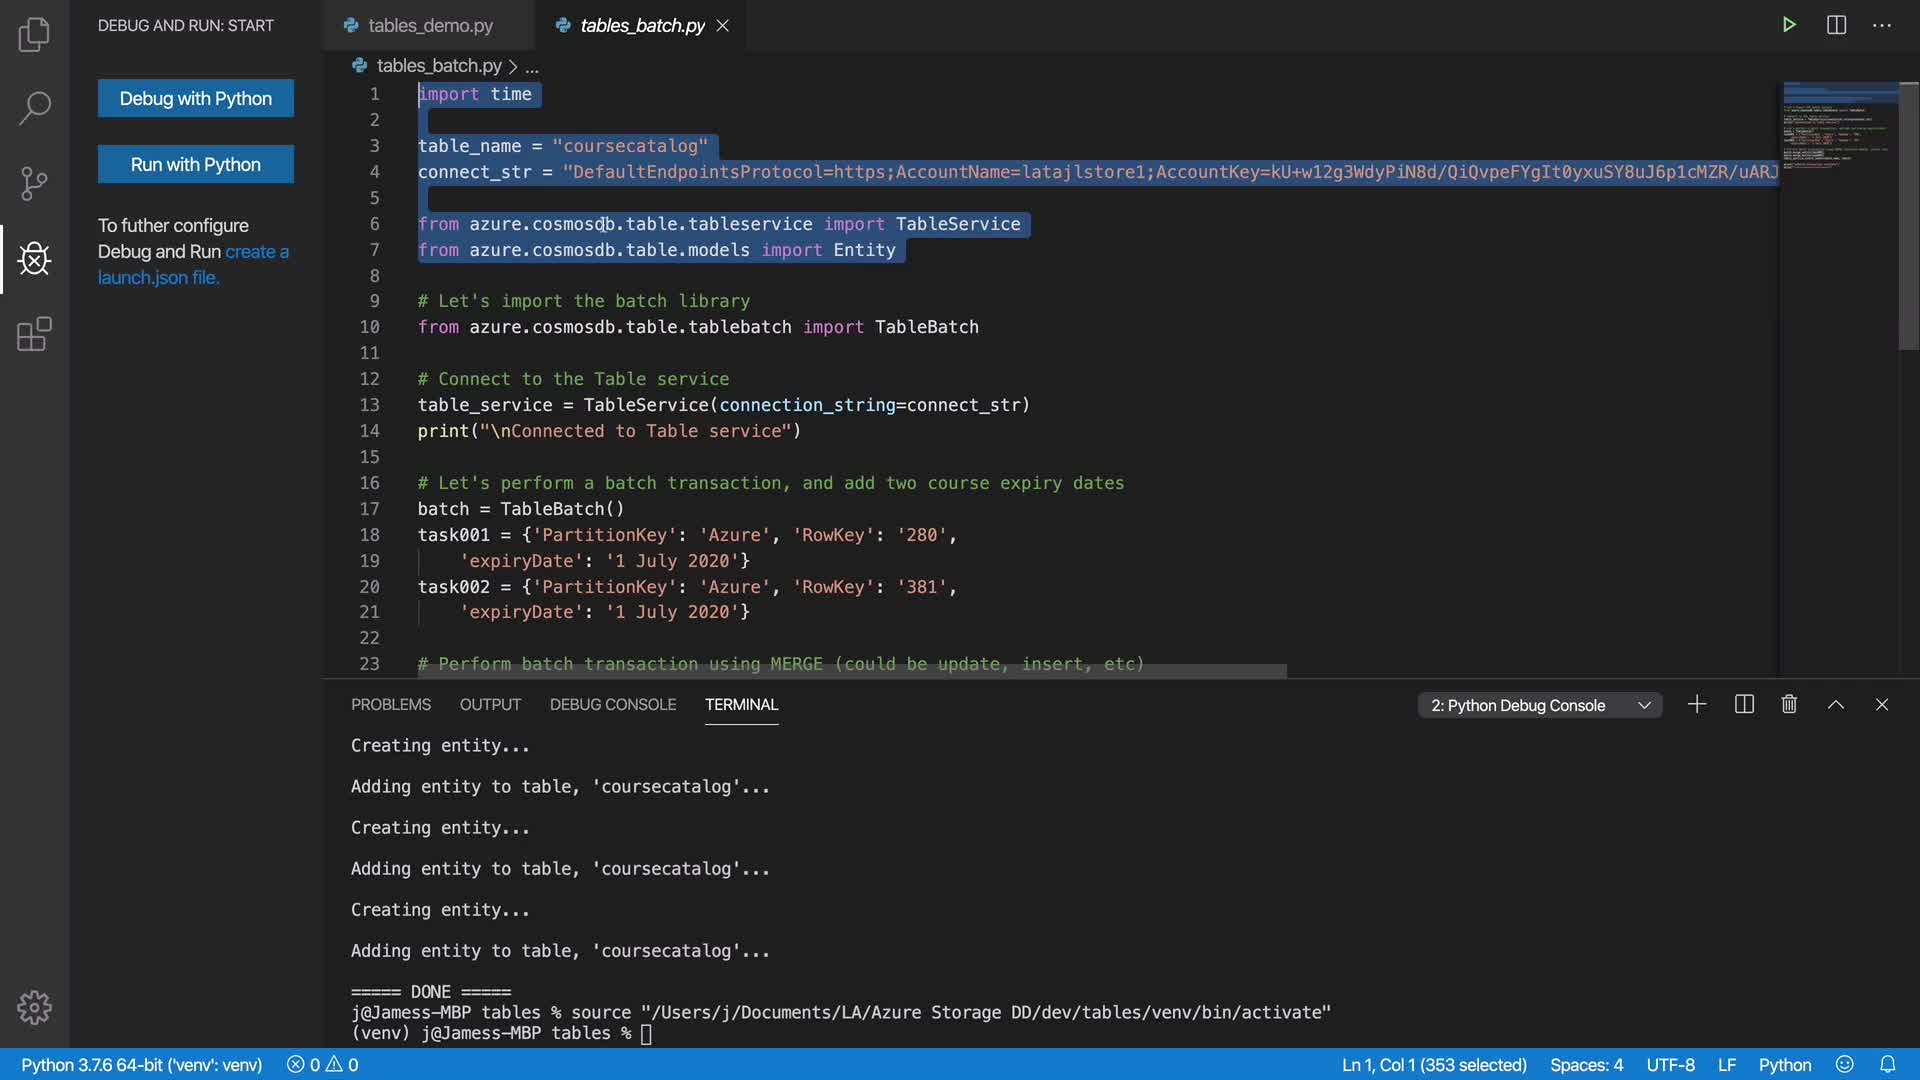 DEBUG AND RUN: START
Debug with Python
Run with Python
To futher configure
Debug and Run create a
launch.json file.
tables_demo.py
tables_batch.py
tables_batch.py > ...
1 import time
2
3 table_name = "coursecatalog"
4 connect_str = "DefaultEndpointsProtocol=https;AccountName=latajlstore1;AccountKey=kU+w12g3WdyPiN8d/QiQvpeFYgIt0yxuSY8uJ6p1cMZR/uARJ
5
6 from azure.cosmosdb.table.tableservice import TableService
7 from azure.cosmosdb.table.models import Entity
8
9 # Let's import the batch library
10 from azure.cosmosdb.table.tablebatch import TableBatch
11
12 # Connect to the Table service
13 table_service = TableService(connection_string=connect_str)
14 print("\nConnected to Table service")
15
16 # Let's perform a batch transaction, and add two course expiry dates
17 batch = TableBatch()
18 task001 = {'PartitionKey': 'Azure', 'RowKey': '280',
19 'expiryDate': '1 July 2020'}
20 task002 = {'PartitionKey': 'Azure', 'RowKey': '381',
21 'expiryDate': '1 July 2020'}
22
23 # Perform batch transaction using MERGE (could be update, insert, etc)
PROBLEMS OUTPUT DEBUG CONSOLE TERMINAL
2: Python Debug Console
Creating entity...
Adding entity to table, 'coursecatalog'...
Creating entity...
Adding entity to table, 'coursecatalog'...
Creating entity...
Adding entity to table, 'coursecatalog'...
===== DONE =====
j@Jamess-MBP tables % source "/Users/j/Documents/LA/Azure Storage DD/dev/tables/venv/bin/activate"
(venv) j@Jamess-MBP tables %
Python 3.7.6 64-bit ('venv': venv) 0 0 Ln 1, Col 1 (353 selected) Spaces: 4 UTF-8 LF Python